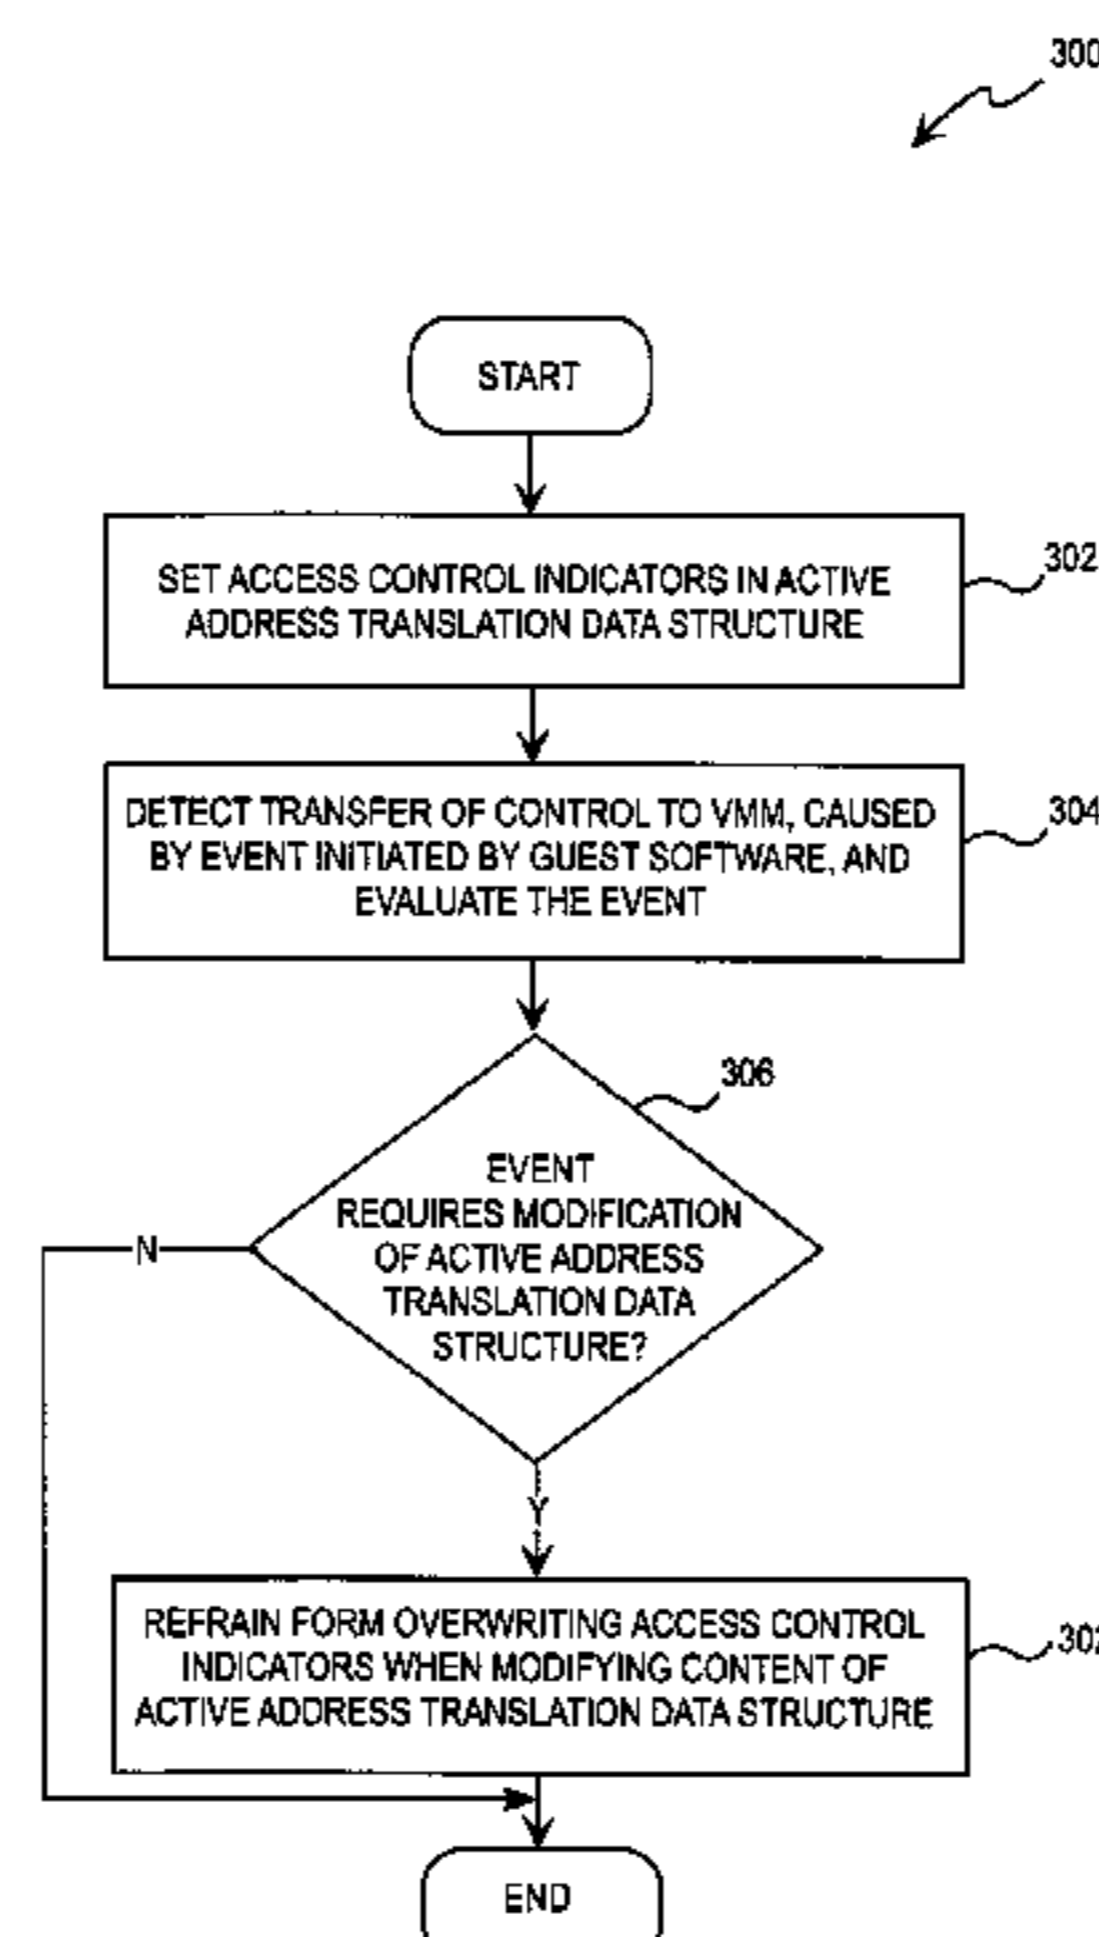 300
START
SET ACCESS CONTROL INDICATORS IN ACTIVE
ADDRESS TRANSLATION DATA STRUCTURE
302
DETECT TRANSFER OF CONTROL TO VMM, CAUSED
BY EVENT INITIATED BY GUEST SOFTWARE, AND
EVALUATE THE EVENT
304
306
EVENT
REQUIRES MODIFICATION
OF ACTIVE ADDRESS
TRANSLATION DATA
STRUCTURE?
N
Y
REFRAIN FORM OVERWRITING ACCESS CONTROL
INDICATORS WHEN MODIFYING CONTENT OF
ACTIVE ADDRESS TRANSLATION DATA STRUCTURE
302
END